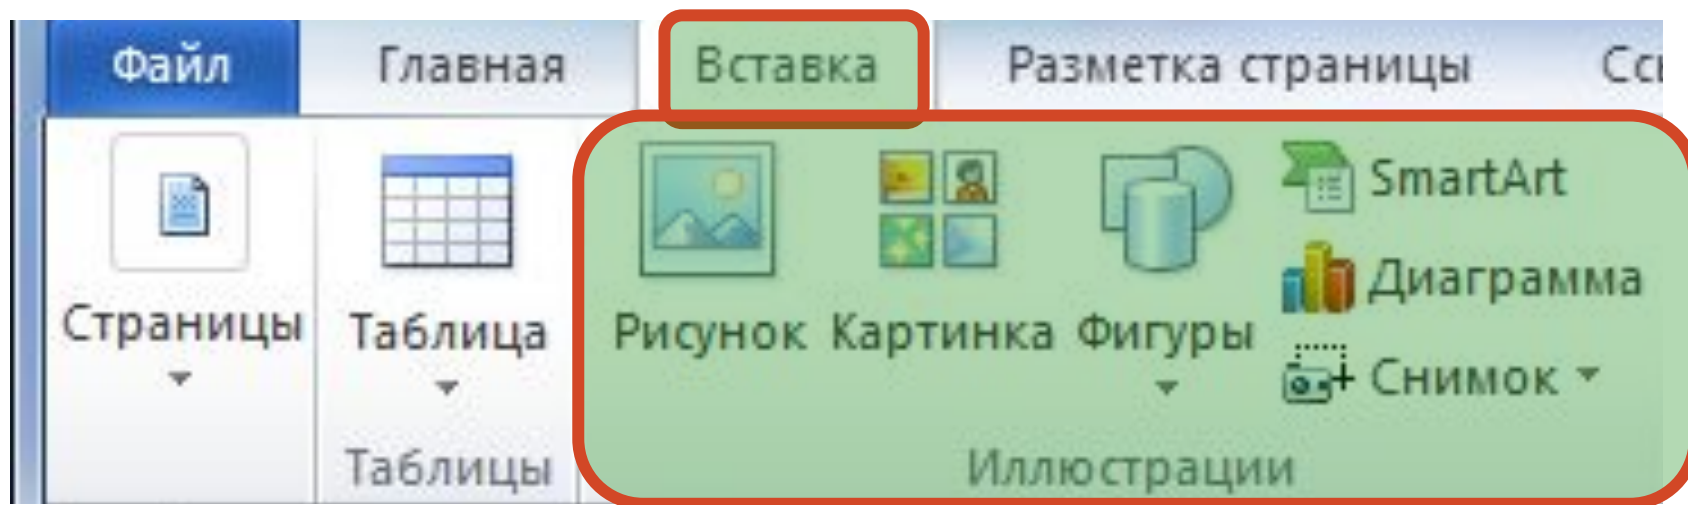 Файл Главная Вставка Разметка страницы
SmartArt
Диаграмма
Страницы Таблица Рисунок Картинка Фигуры
Снимок
Таблицы Иллюстрации